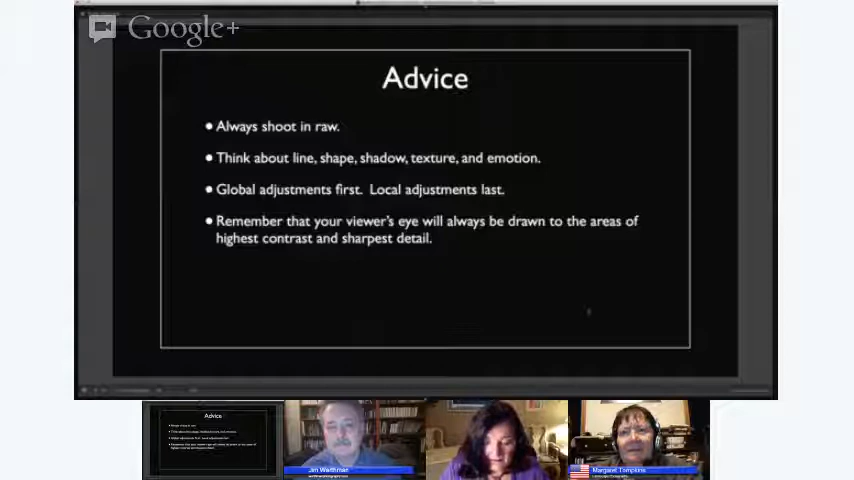 Google+
Advice
• Always shoot in raw.
• Think about line, shape, shadow, texture, and emotion.
• Global adjustments first. Local adjustments last.
• Remember that your viewer's eye will always be drawn to the areas of
highest contrast and sharpest detail.
Advice
Jim Welthman
Margaret Tompkins